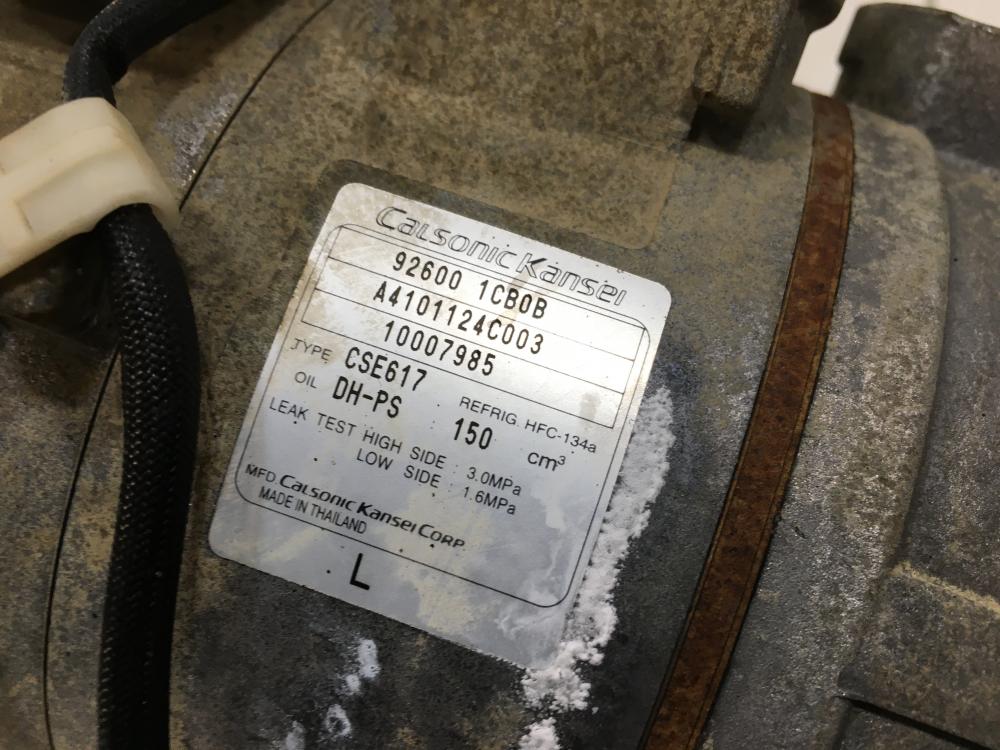 Calsonic Kansei
92600 1CB0B
A4101124C003
10007985
TYPE CSE617 REFRIG. HFC-134a
OIL DH-PS 150 cm³
LEAK TEST HIGH SIDE : 3.0MPa
LOW SIDE : 1.6MPa
MFD. Calsonic Kansei Corp
MADE IN THAILAND
L